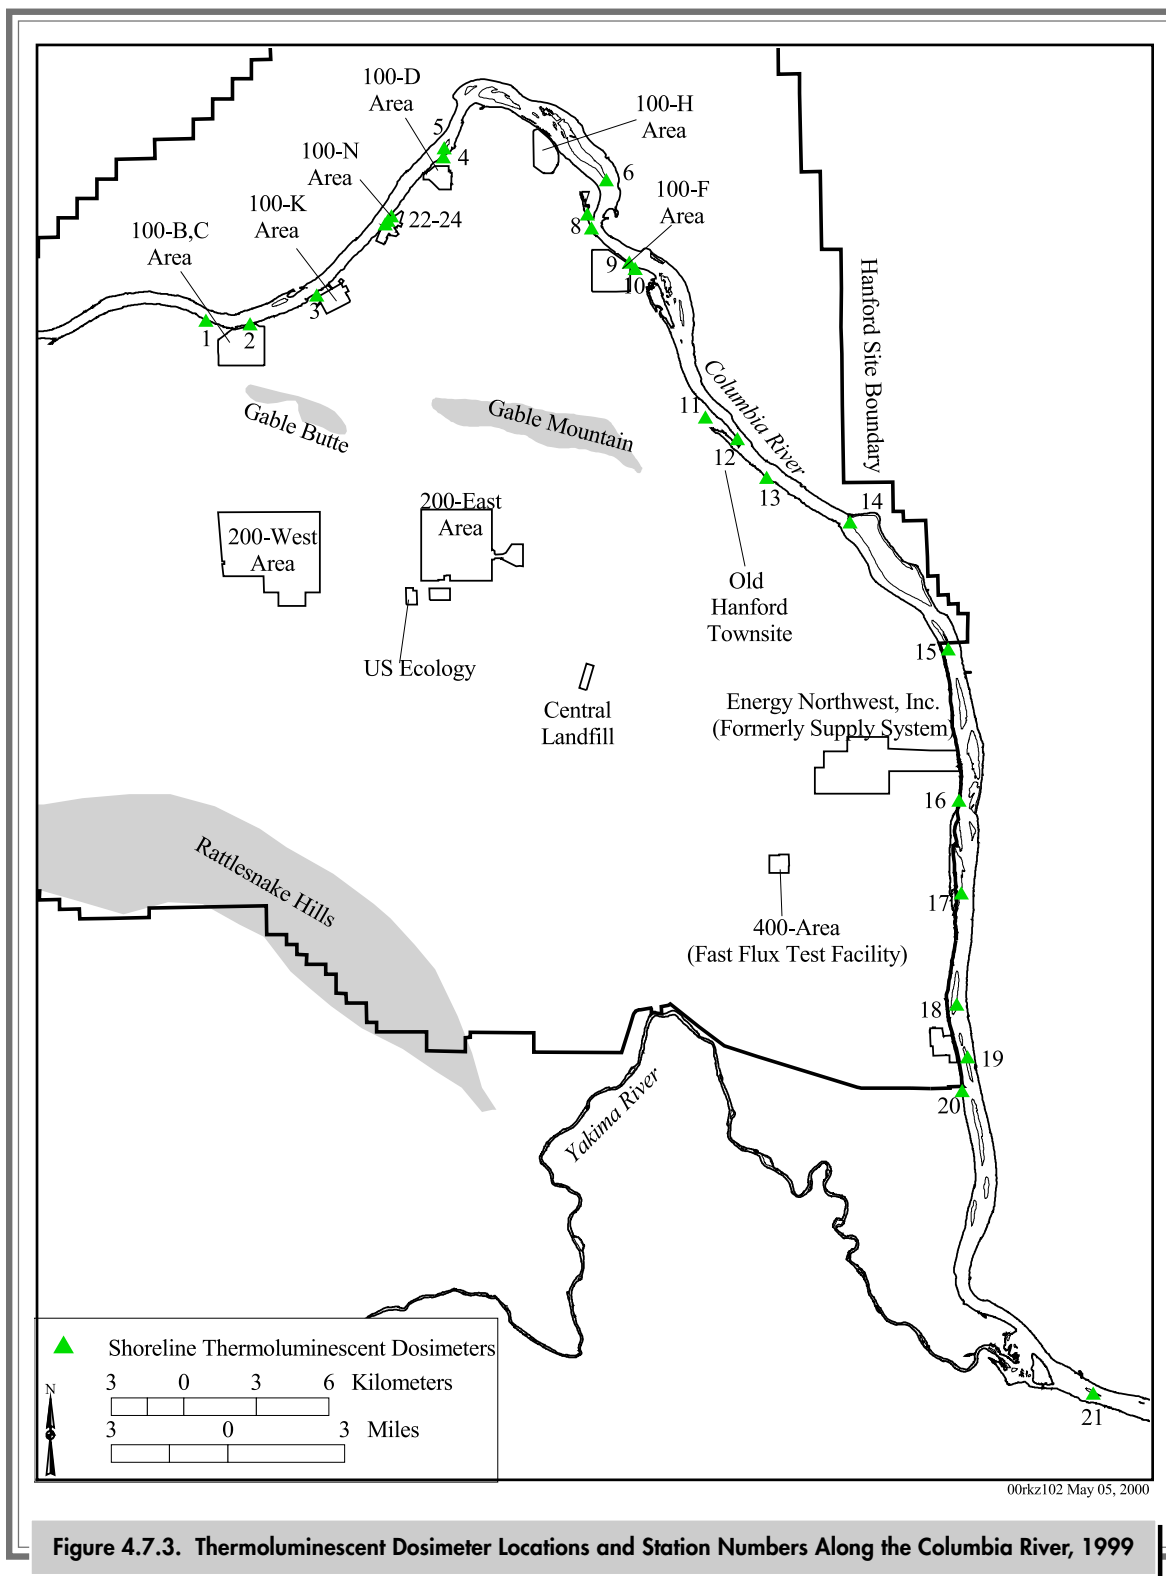 100-D
Area
100-H
Area
5
4
100-N
Area
6
100-K
Area
22-24
100-F
Area
8
100-B,C
Area
9
10
3
1
2
Hanford Site Boundary
Columbia River
Gable Butte
Gable Mountain
11
12
13
14
200-East
Area
200-West
Area
Old
Hanford
Townsite
US Ecology
15
Central
Landfill
Energy Northwest, Inc.
(Formerly Supply System)
16
Rattlesnake Hills
17
400-Area
(Fast Flux Test Facility)
18
19
20
Yakima River
Shoreline Thermoluminescent Dosimeters
N
3 0 3 6 Kilometers
3 0 3 Miles
21
00rkz102 May 05, 2000
Figure 4.7.3. Thermoluminescent Dosimeter Locations and Station Numbers Along the Columbia River, 1999